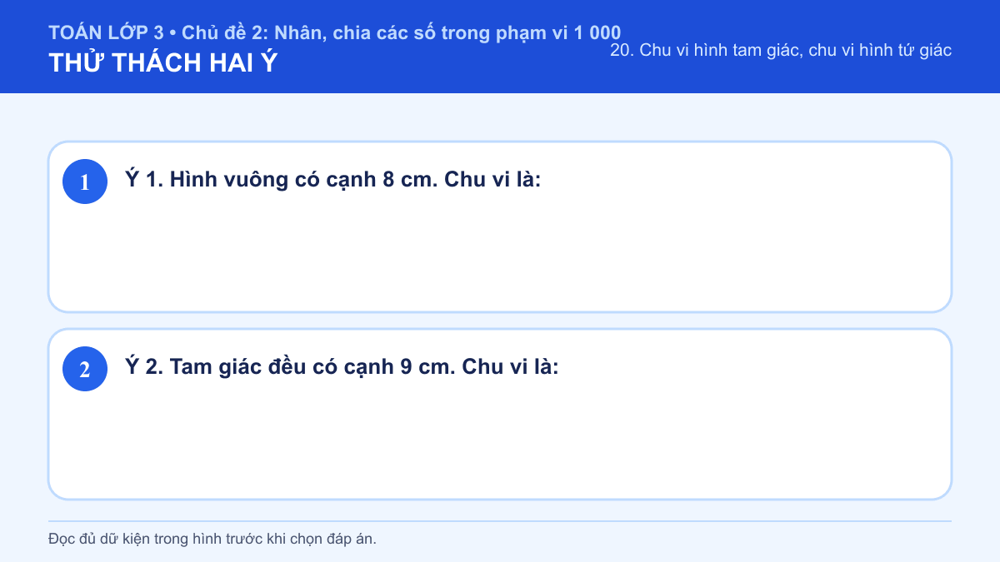 TOÁN LỚP 3 • Chủ đề 2: Nhân, chia các số trong phạm vi 1 000
THỬ THÁCH HAI Ý
20. Chu vi hình tam giác, chu vi hình tứ giác
1
Ý 1. Hình vuông có cạnh 8 cm. Chu vi là:
2
Ý 2. Tam giác đều có cạnh 9 cm. Chu vi là:
Đọc đủ dữ kiện trong hình trước khi chọn đáp án.